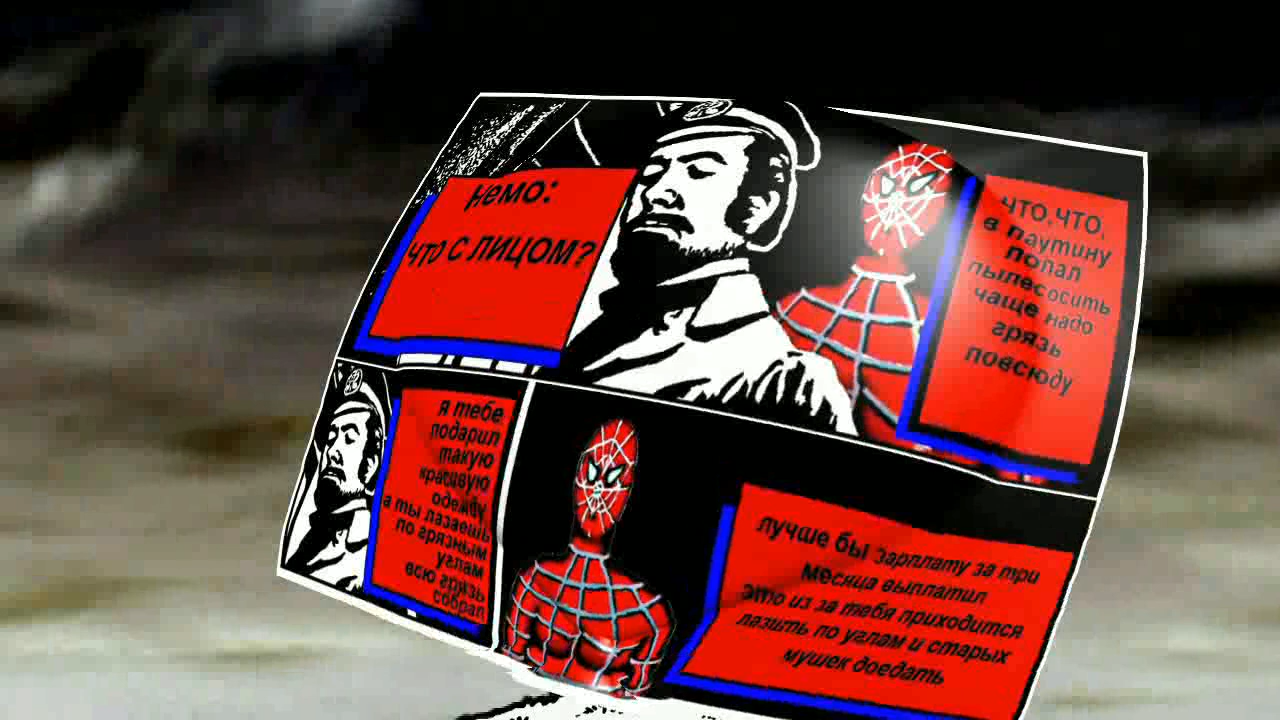 немо:
что с лицом?
что,что,
в паутину
попал
пылесосить
чаще надо
грязь
повсюду
я тебе
подарил
такую
красивую
одежду
а ты лазаешь
по грязным
углам
всю грязь
собрал
лучше бы зарплату за три
месяца выплатил
это из за тебя приходится
лазить по углам и старых
мушек доедать